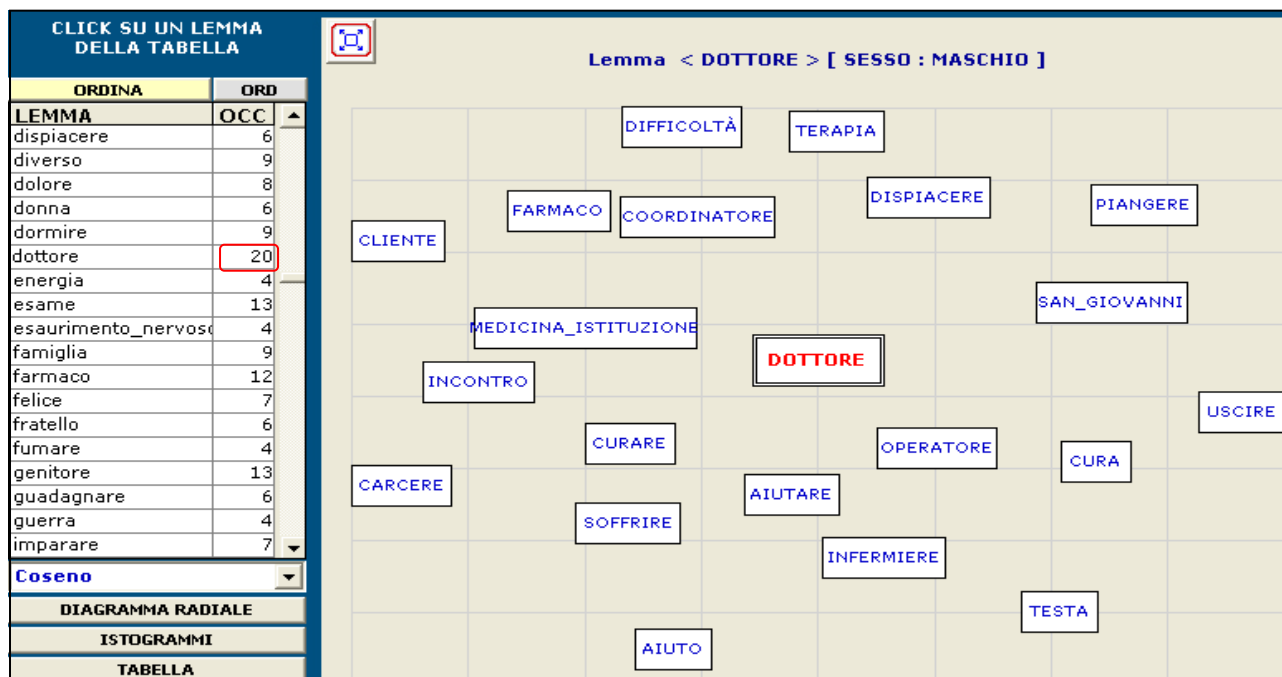 CLICK SU UN LEMMA
DELLA TABELLA
ORDINA ORD
LEMMA OCC
dispiacere 6
diverso 9
dolore 8
donna 6
dormire 9
dottore 20
energia 4
esame 13
esaurimento_nervoso 4
famiglia 9
farmaco 12
felice 7
fratello 6
fumare 4
genitore 13
guadagnare 6
guerra 4
imparare 7
Coseno
DIAGRAMMA RADIALE
ISTOGRAMMI
TABELLA
Lemma < DOTTORE > [ SESSO : MASCHIO ]
DIFFICOLTÀ
TERAPIA
DISPIACERE
PIANGERE
FARMACO
COORDINATORE
CLIENTE
SAN_GIOVANNI
MEDICINA_ISTITUZIONE
DOTTORE
INCONTRO
USCIRE
CURARE
OPERATORE
CURA
CARCERE
AIUTARE
SOFFRIRE
INFERMIERE
TESTA
AIUTO